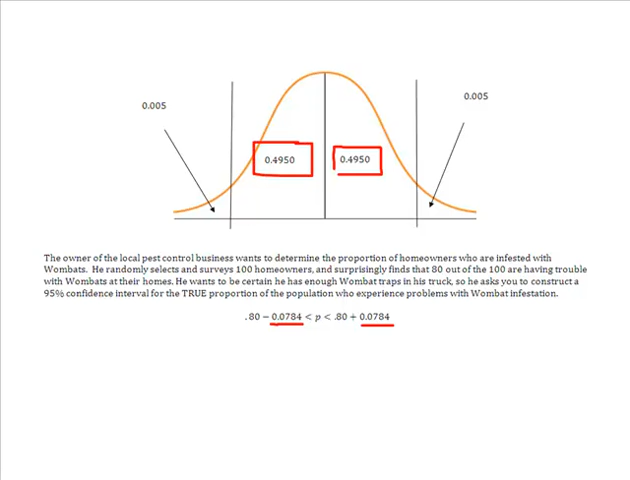 0.005
0.005
0.4950
0.4950
The owner of the local pest control business wants to determine the proportion of homeowners who are infested with
Wombats. He randomly selects and surveys 100 homeowners, and surprisingly finds that 80 out of the 100 are having trouble
with Wombats at their homes. He wants to be certain he has enough Wombat traps in his truck, so he asks you to construct a
95% confidence interval for the TRUE proportion of the population who experience problems with Wombat infestation.
.80 – 0.0784 < p < .80 + 0.0784